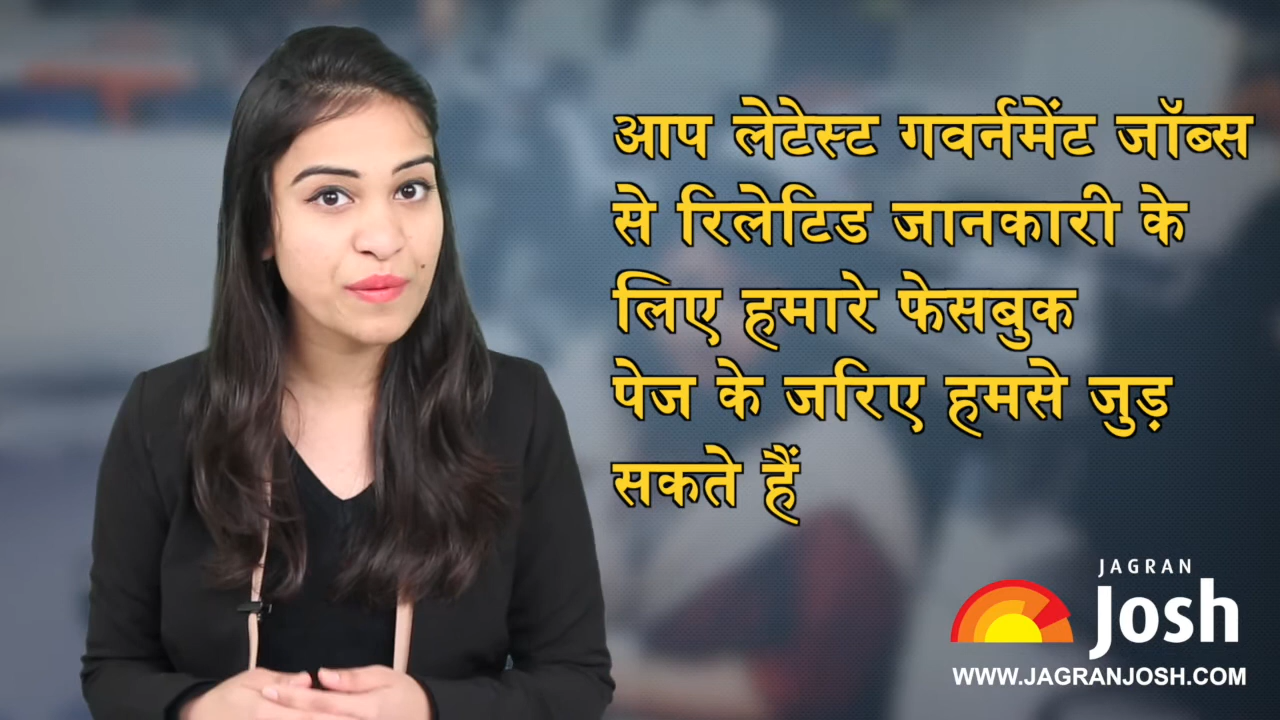 आप लेटेस्ट गवर्नमेंट जॉब्स
से रिलेटिड जानकारी के
लिए हमारे फेसबुक
पेज के जरिए हमसे जुड़
सकते हैं
JAGRAN
Josh
WWW.JAGRANJOSH.COM